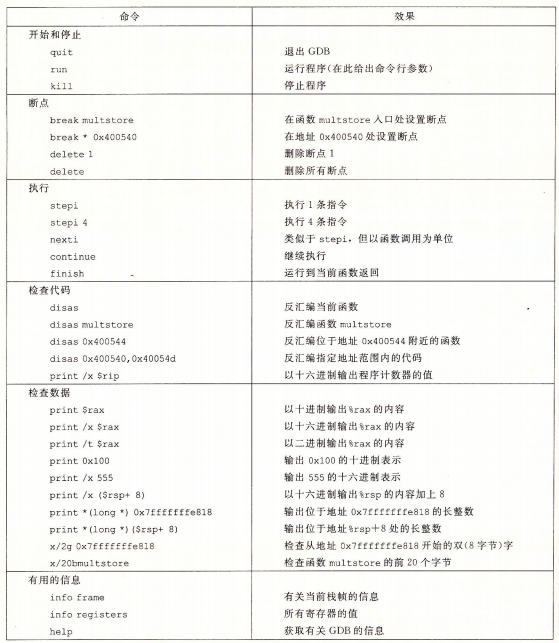 命令 效果
开始和停止
quit 退出 GDB
run 运行程序(在此给出命令行参数)
kill 停止程序
断点
break multstore 在函数 multstore 入口处设置断点
break * 0x400540 在地址 0x400540 处设置断点
delete 1 删除断点 1
delete 删除所有断点
执行
stepi 执行 1 条指令
stepi 4 执行 4 条指令
nexti 类似于 stepi，但以函数调用为单位
continue 继续执行
finish 运行到当前函数返回
检查代码
disas 反汇编当前函数
disas multstore 反汇编函数 multstore
disas 0x400544 反汇编位于地址 0x400544 附近的函数
disas 0x400540,0x40054d 反汇编指定地址范围内的代码
print /x $rip 以十六进制输出程序计数器的值
检查数据
print $rax 以十进制输出%rax 的内容
print /x $rax 以十六进制输出%rax 的内容
print /t $rax 以二进制输出%rax 的内容
print 0x100 输出 0x100 的十进制表示
print /x 555 输出 555 的十六进制表示
print /x ($rsp+ 8) 以十六进制输出%rsp 的内容加上 8
print *(long *) 0x7fffffffe818 输出位于地址 0x7fffffffe818 的长整数
print *(long *)($rsp+ 8) 输出位于地址%rsp+8 处的长整数
x/2g 0x7fffffffe818 检查从地址 0x7fffffffe818 开始的双(8 字节)字
x/20bmultstore 检查函数 multstore 的前 20 个字节
有用的信息
info frame 有关当前栈帧的信息
info registers 所有寄存器的值
help 获取有关 GDB 的信息